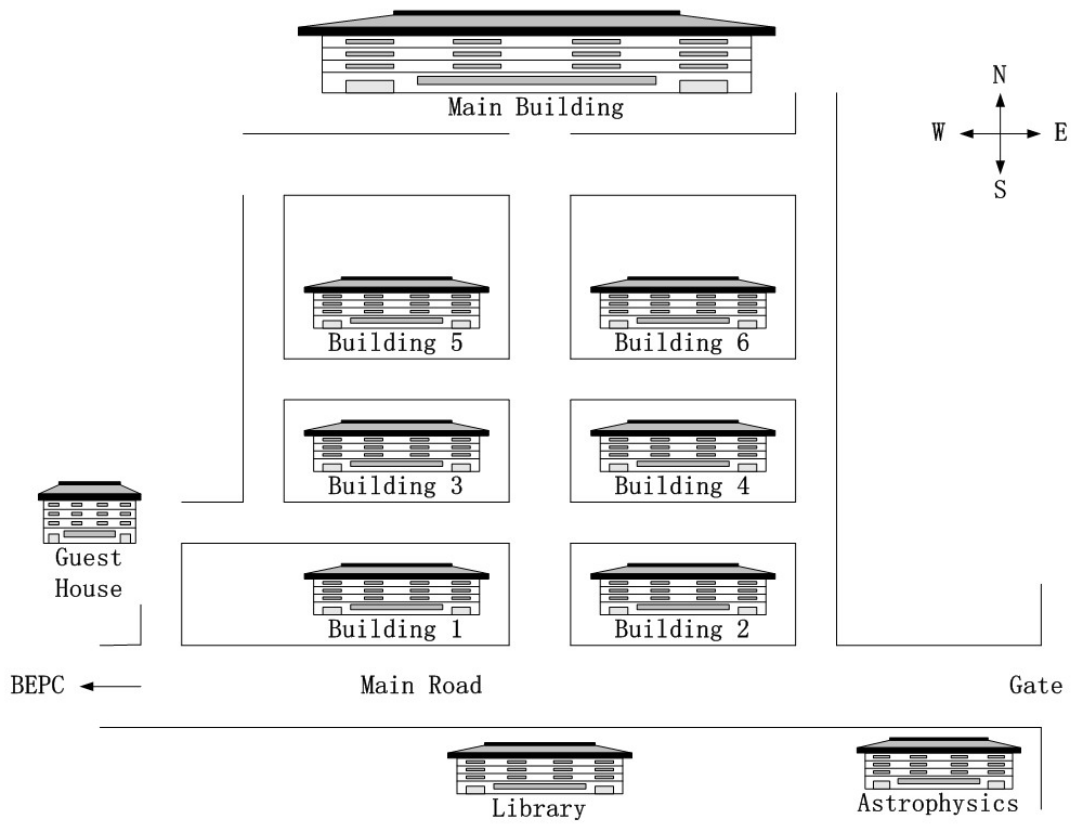 Main Building
N
W E
S
Building 5 Building 6
Building 3 Building 4
Guest
House
Building 1 Building 2
BEPC Main Road Gate
Library Astrophysics